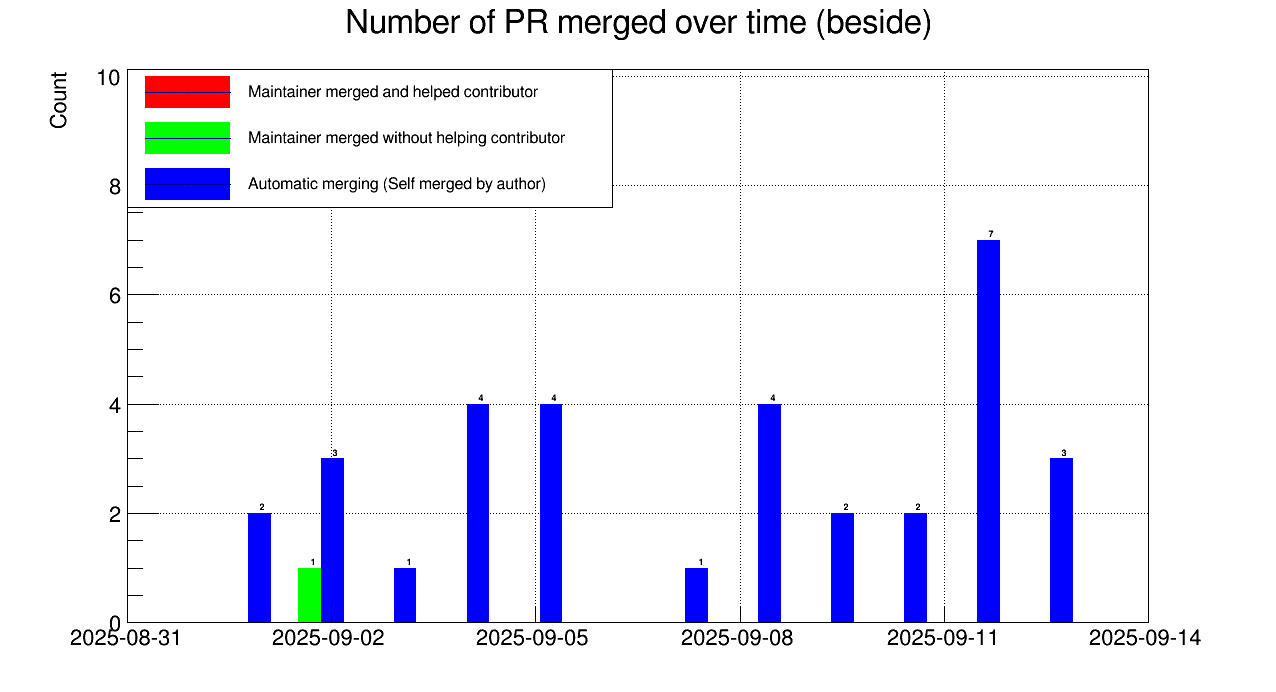 Number of PR merged over time (beside)
Count
10
Maintainer merged and helped contributor
Maintainer merged without helping contributor
8
Automatic merging (Self merged by author)
7
6
4
4 4 4
3 3
2
2 2 2
1 1 1
0
2025-08-31 2025-09-02 2025-09-05 2025-09-08 2025-09-11 2025-09-14